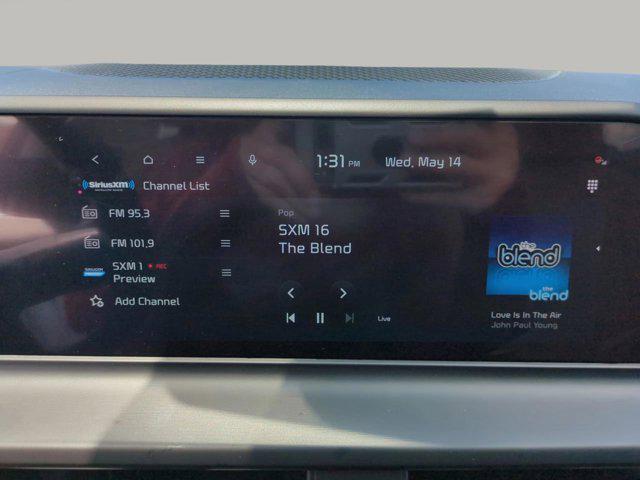 1:31 PM
Wed, May 14
((SiriusXM))
Channel List
FM 95.3
FM 101.9
SXM 1 REC
Preview
Add Channel
Pop
SXM 16
The Blend
Live
the
blend
the
blend
Love Is In The Air
John Paul Young